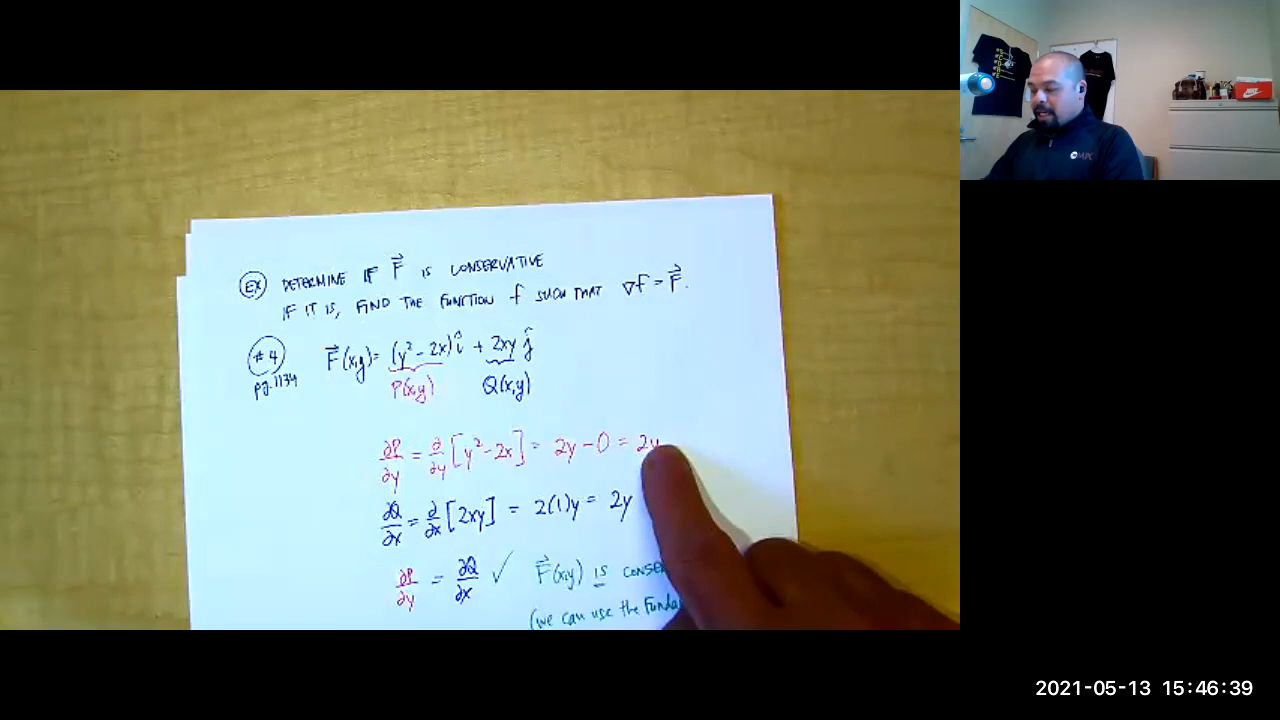 EX DETERMINE IF F⃗ IS CONSERVATIVE
IF IT IS, FIND THE FUNCTION f SUCH THAT ∇f = F⃗.
#4 F⃗(x,y) = (y² - 2x) î + 2xy ĵ
pg. 1134 P(x,y) Q(x,y)
∂P/∂y = ∂/∂y [y² - 2x] = 2y - 0 = 2y
∂Q/∂x = ∂/∂x [2xy] = 2(1)y = 2y
∂P/∂y = ∂Q/∂x ✓ F⃗(x,y) IS
(we can use the
NIKE
2021-05-13 15:46:39